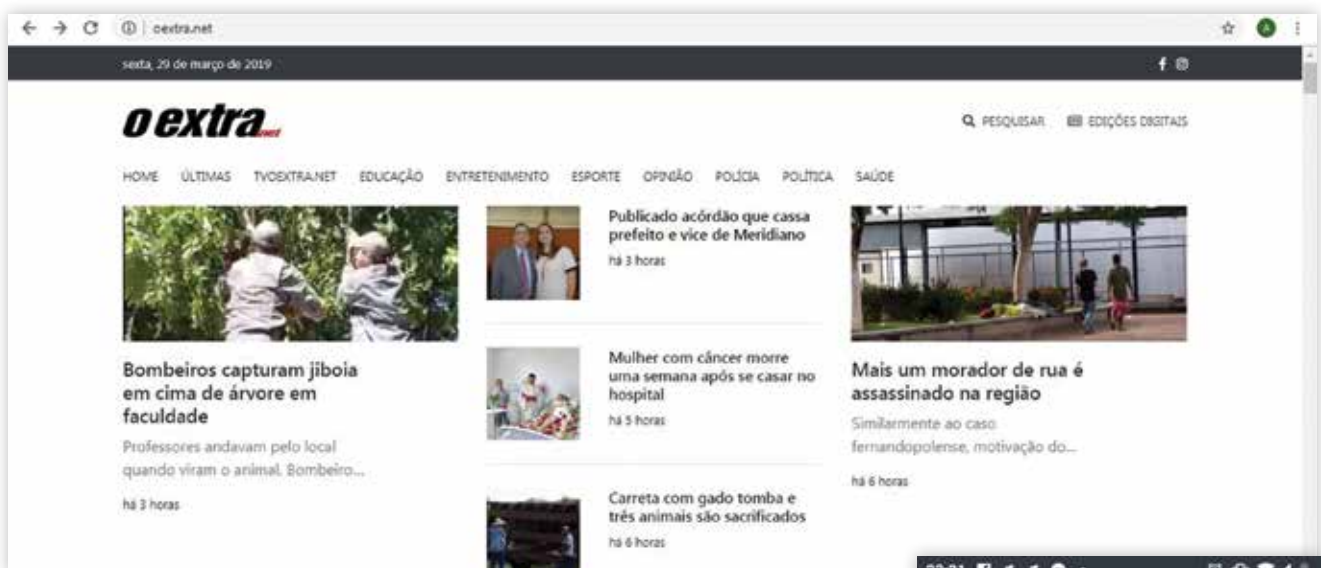 oextra.net
sexta, 29 de março de 2019
o extra.net
PESQUISAR EDIÇÕES DIGITAIS
HOME ÚLTIMAS TVOEXTRA.NET EDUCAÇÃO ENTRETENIMENTO ESPORTE OPINIÃO POLÍCIA POLÍTICA SAÚDE
Bombeiros capturam jiboia
em cima de árvore em
faculdade
Professores andavam pelo local
quando viram o animal. Bombeiro...
há 3 horas
Publicado acórdão que cassa
prefeito e vice de Meridiano
há 3 horas
Mulher com câncer morre
uma semana após se casar no
hospital
há 5 horas
Carreta com gado tomba e
três animais são sacrificados
há 6 horas
Mais um morador de rua é
assassinado na região
Similarmente ao caso
fernandopolense, motivação do...
há 6 horas